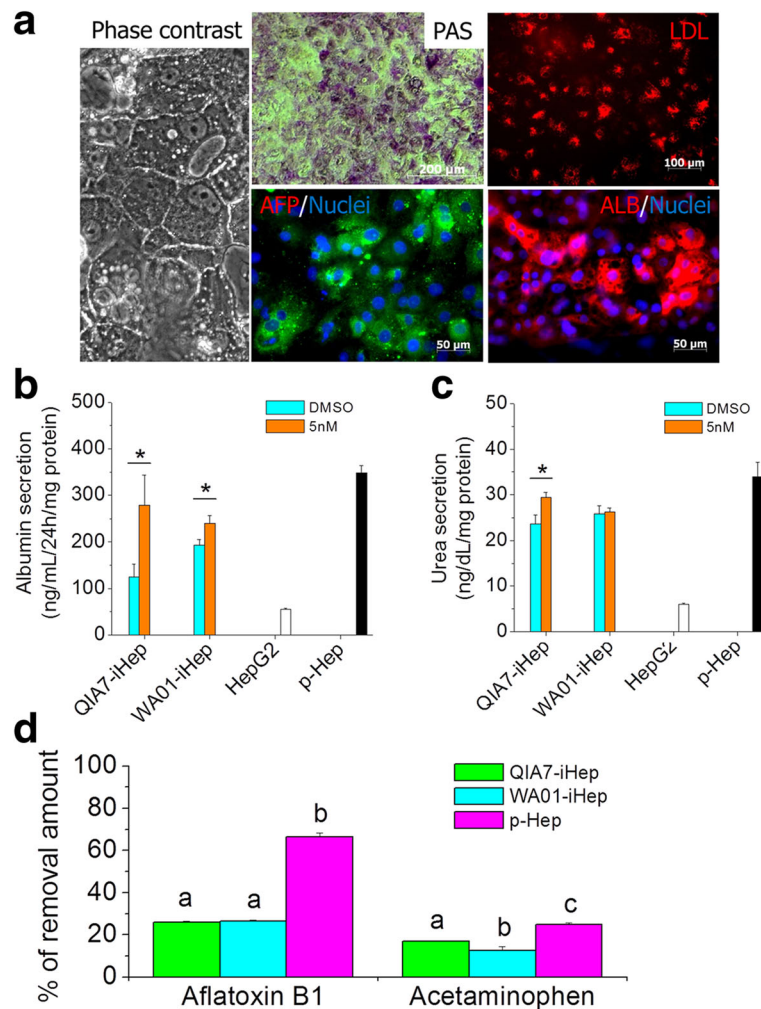 a
Phase contrast
PAS
200 µm
LDL
100 µm
AFP/Nuclei
50 µm
ALB/Nuclei
50 µm
b
Albumin secretion
(ng/mL/24h/mg protein)
500
400
350
200
100
0
DMSO
5nM
*
*
QIA7-iHep
WA01-iHep
HepG2
p-Hep
c
Urea secretion
(ng/dL/mg protein)
50
40
30
20
10
0
DMSO
5nM
*
QIA7-iHep
WA01-iHep
HepG2
p-Hep
d
% of removal amount
100
80
60
40
20
0
QIA7-iHep
WA01-iHep
p-Hep
a
a
b
a
b
c
Aflatoxin B1
Acetaminophen